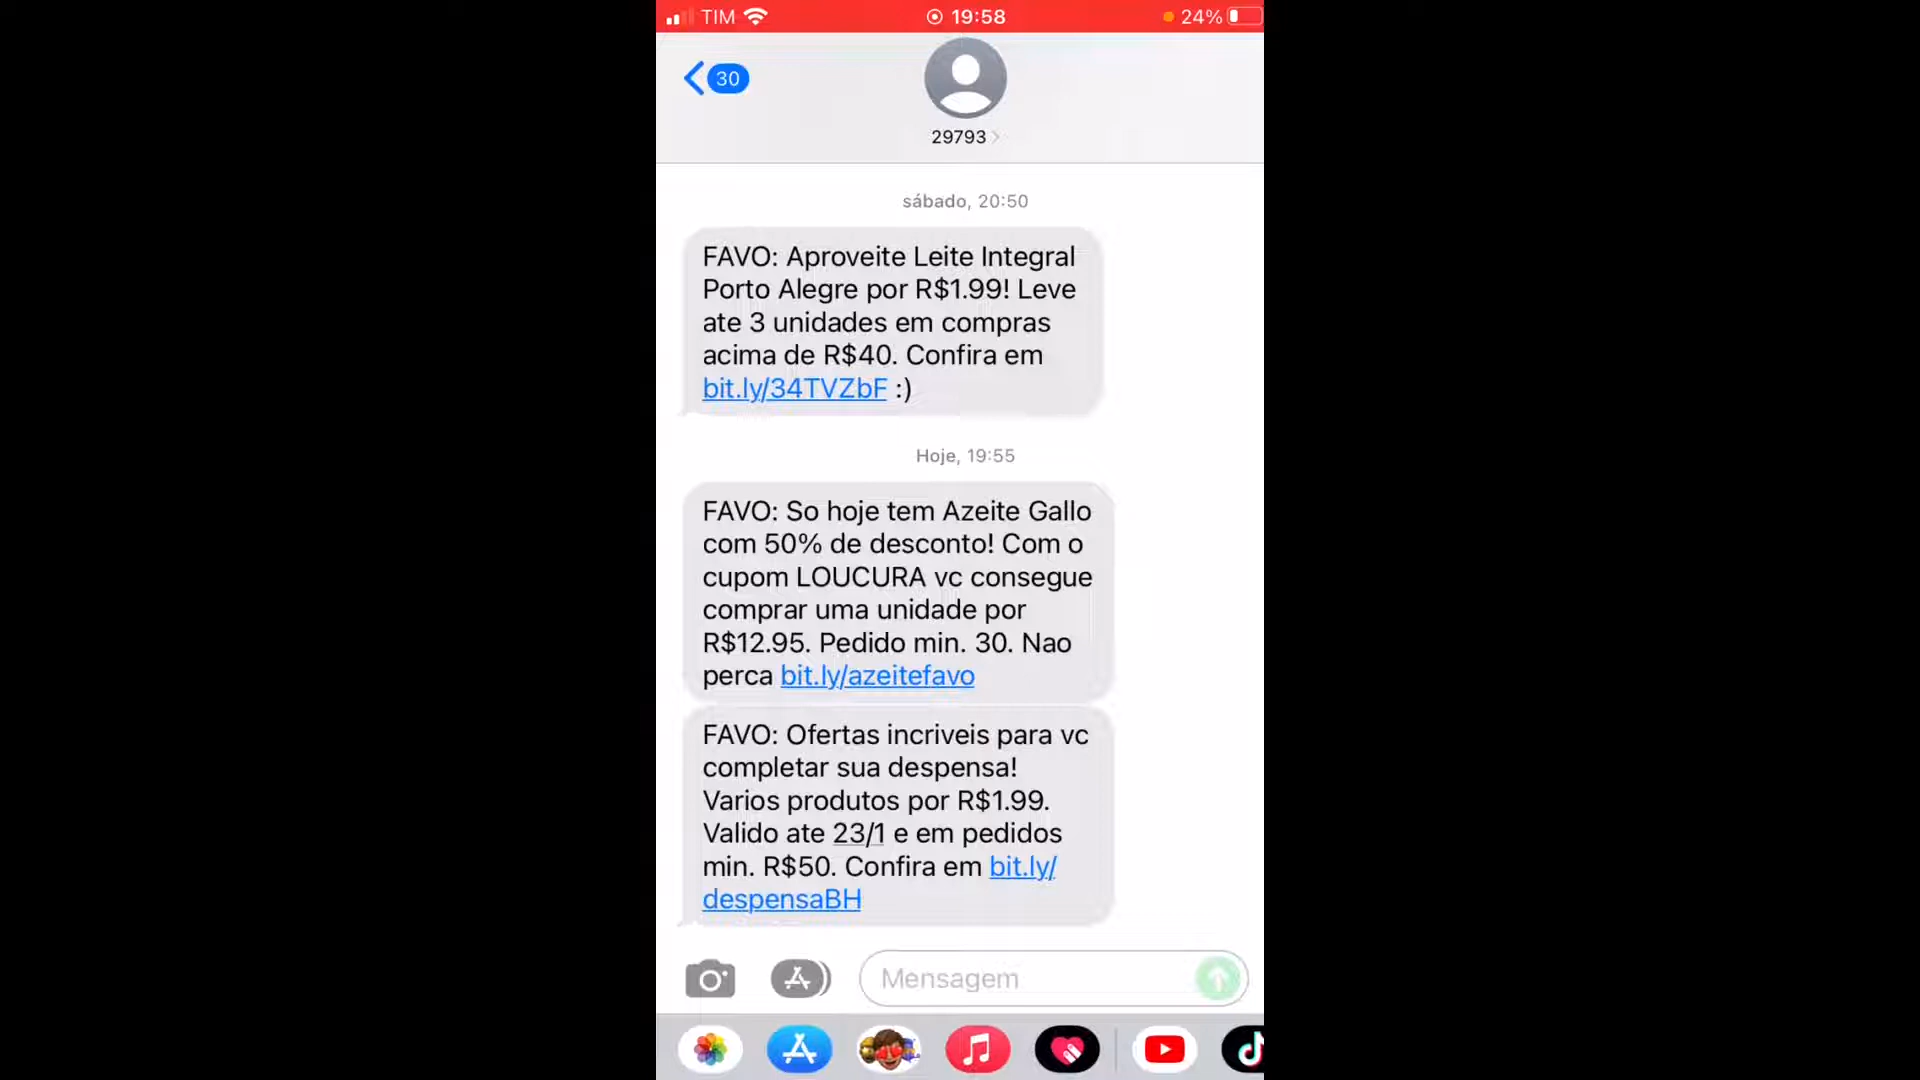 TIM 19:58 24%
30
29793
sábado, 20:50
FAVO: Aproveite Leite Integral
Porto Alegre por R$1.99! Leve
ate 3 unidades em compras
acima de R$40. Confira em
bit.ly/34TVZbF :)
Hoje, 19:55
FAVO: So hoje tem Azeite Gallo
com 50% de desconto! Com o
cupom LOUCURA vc consegue
comprar uma unidade por
R$12.95. Pedido min. 30. Nao
perca bit.ly/azeitefavo
FAVO: Ofertas incriveis para vc
completar sua despensa!
Varios produtos por R$1.99.
Valido ate 23/1 e em pedidos
min. R$50. Confira em bit.ly/
despensaBH
Mensagem